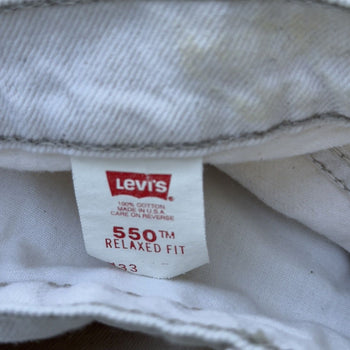 Levi's
100% COTTON
MADE IN U.S.A.
CARE ON REVERSE
550™
RELAXED FIT